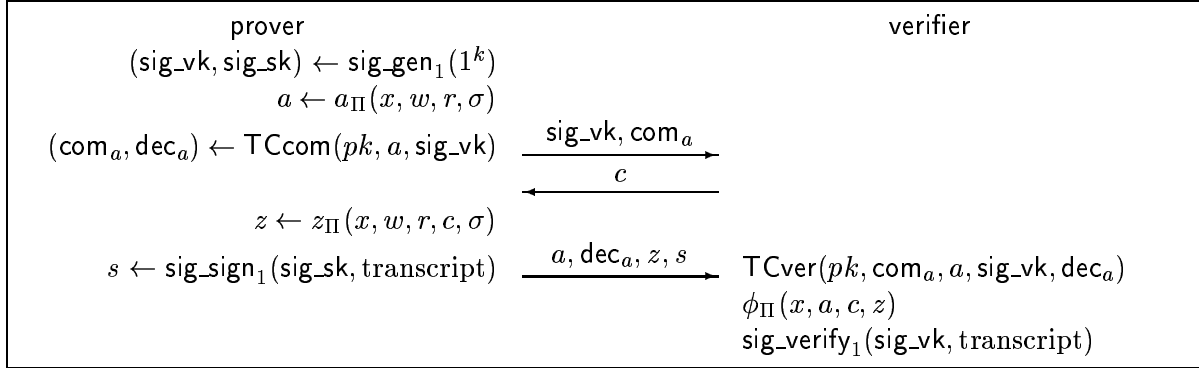 prover verifier
(sig_vk, sig_sk) ← sig_gen₁(1ᵏ)
a ← a_Π(x, w, r, σ)
(com_a, dec_a) ← TCcom(pk, a, sig_vk) sig_vk, com_a
c
z ← z_Π(x, w, r, c, σ)
s ← sig_sign₁(sig_sk, transcript) a, dec_a, z, s TCver(pk, com_a, a, sig_vk, dec_a)
ϕ_Π(x, a, c, z)
sig_verify₁(sig_vk, transcript)